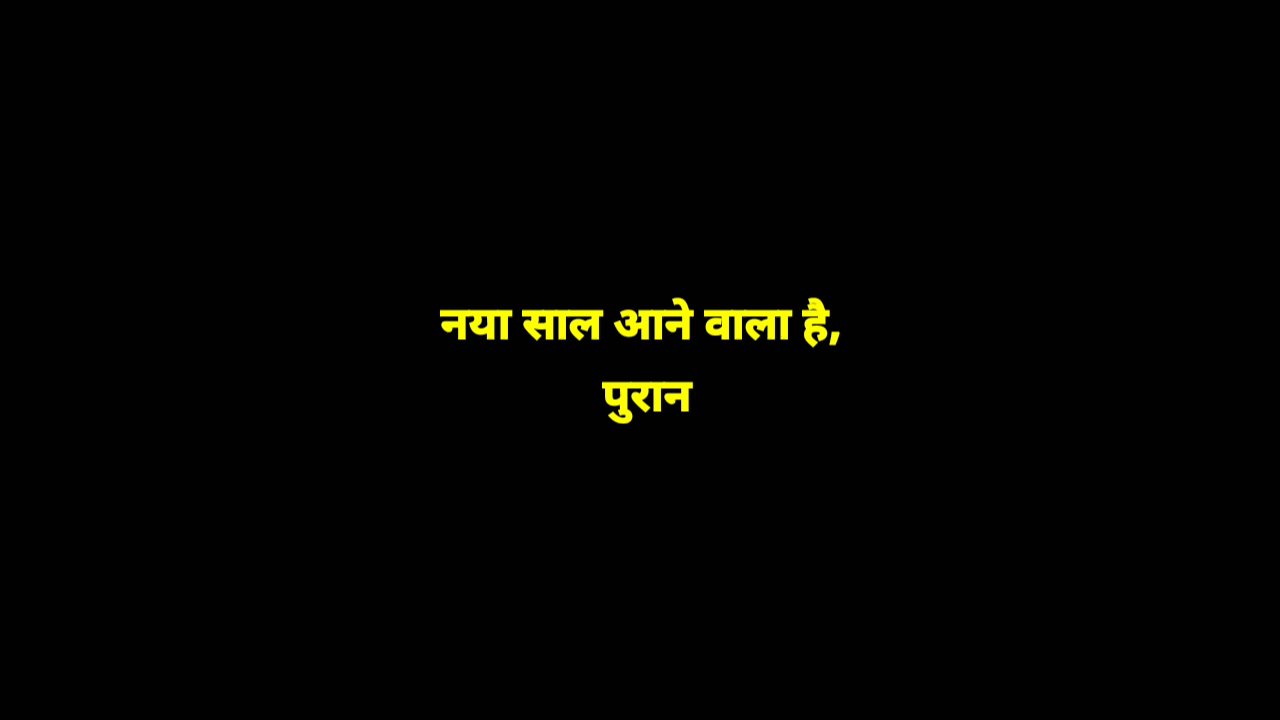 नया साल आने वाला है,
पुरान